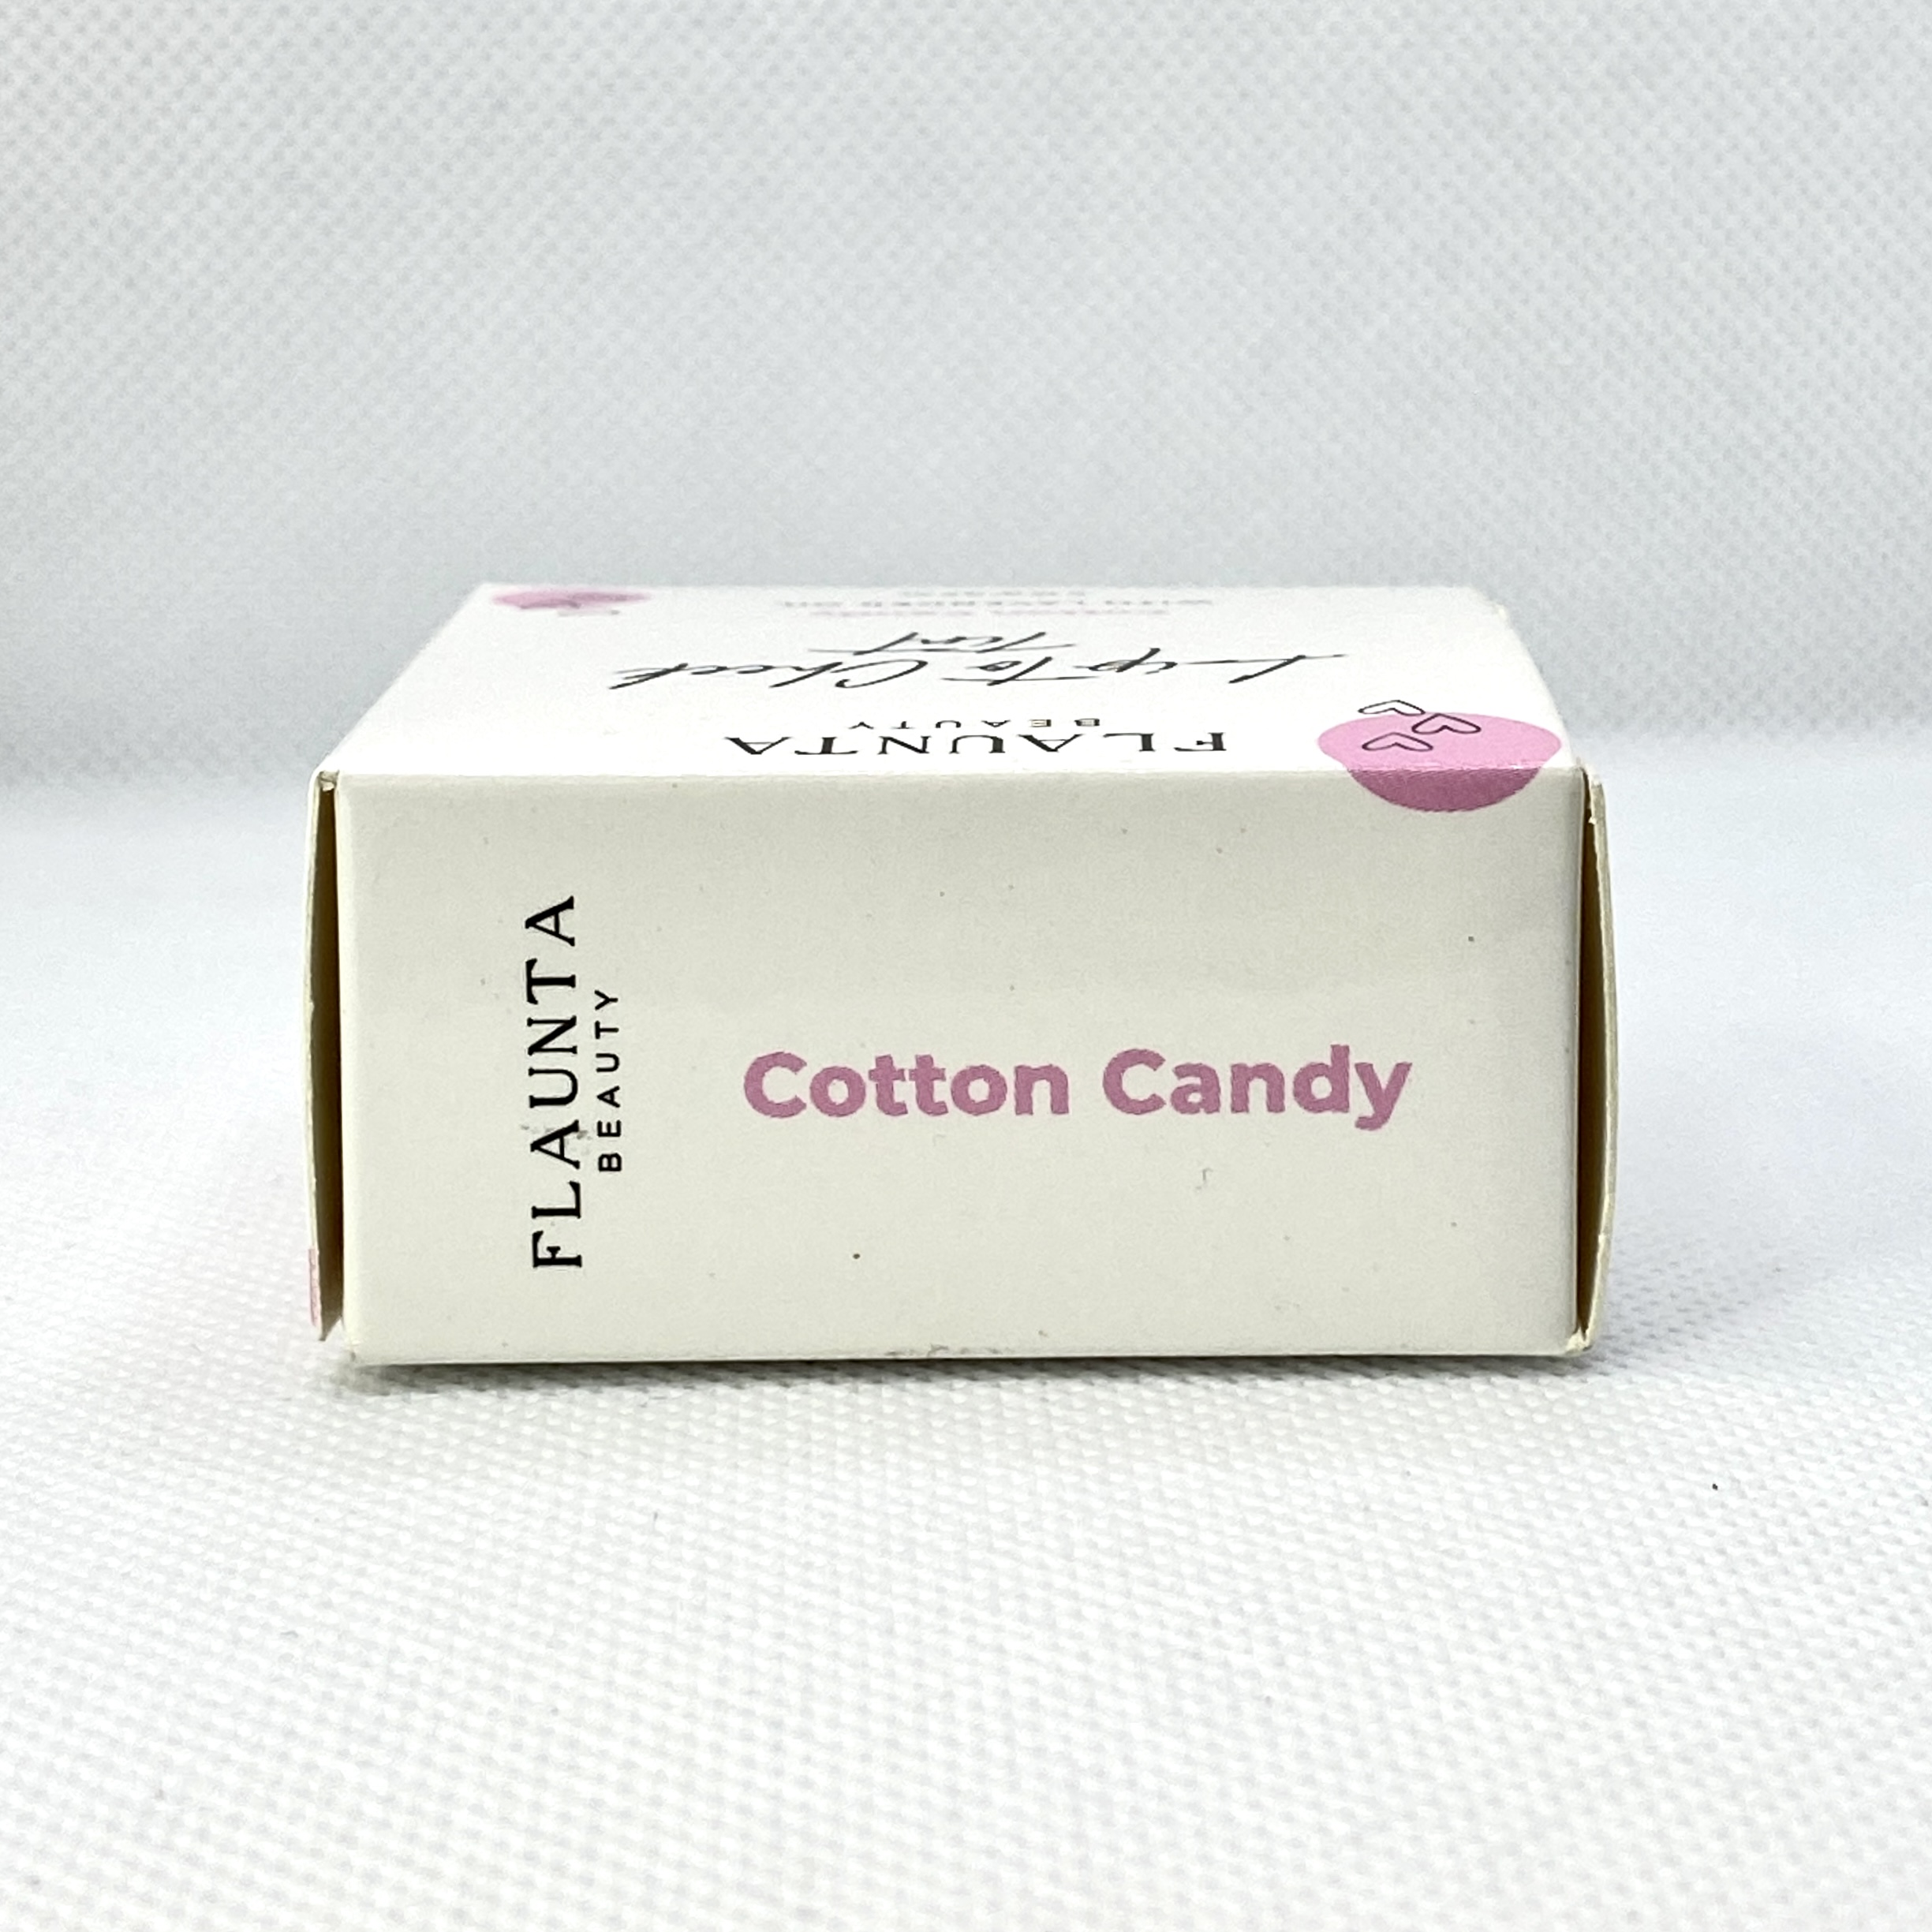 FLAUNTA
BEAUTY
Lip To Cheek
Tint
FLAUNTA
BEAUTY
Cotton Candy